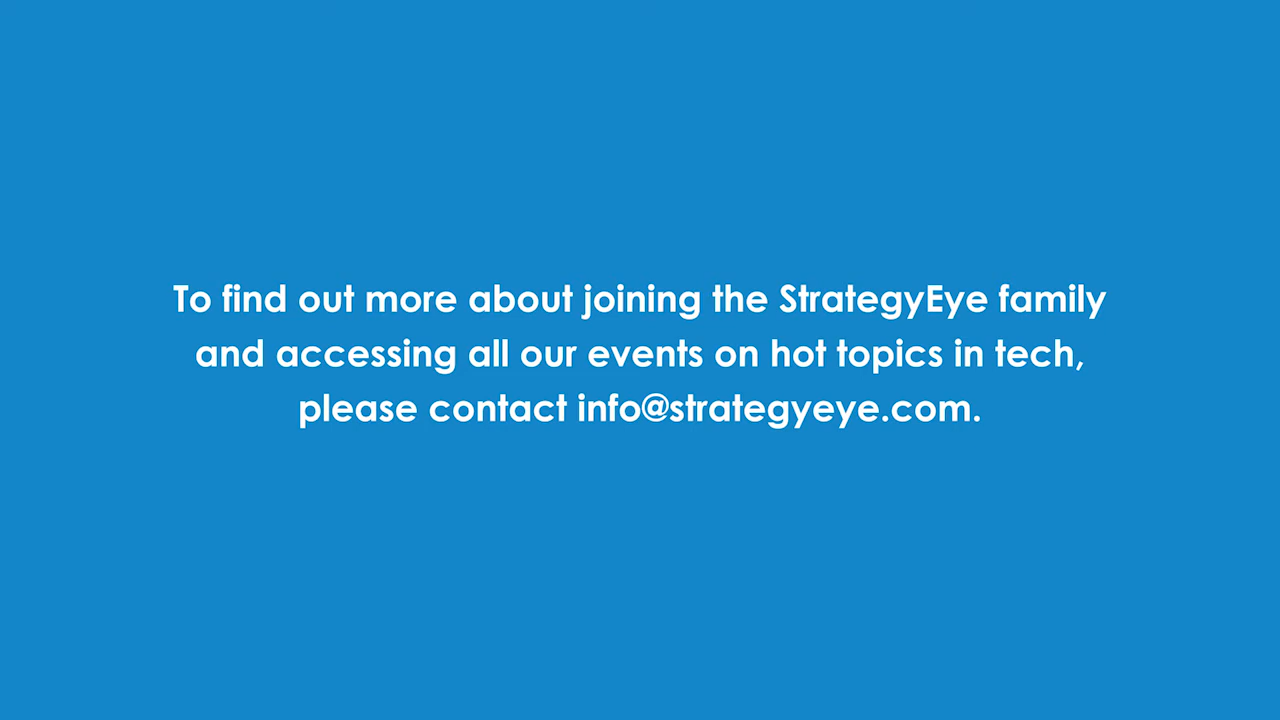 To find out more about joining the StrategyEye family
and accessing all our events on hot topics in tech,
please contact info@strategyeye.com.